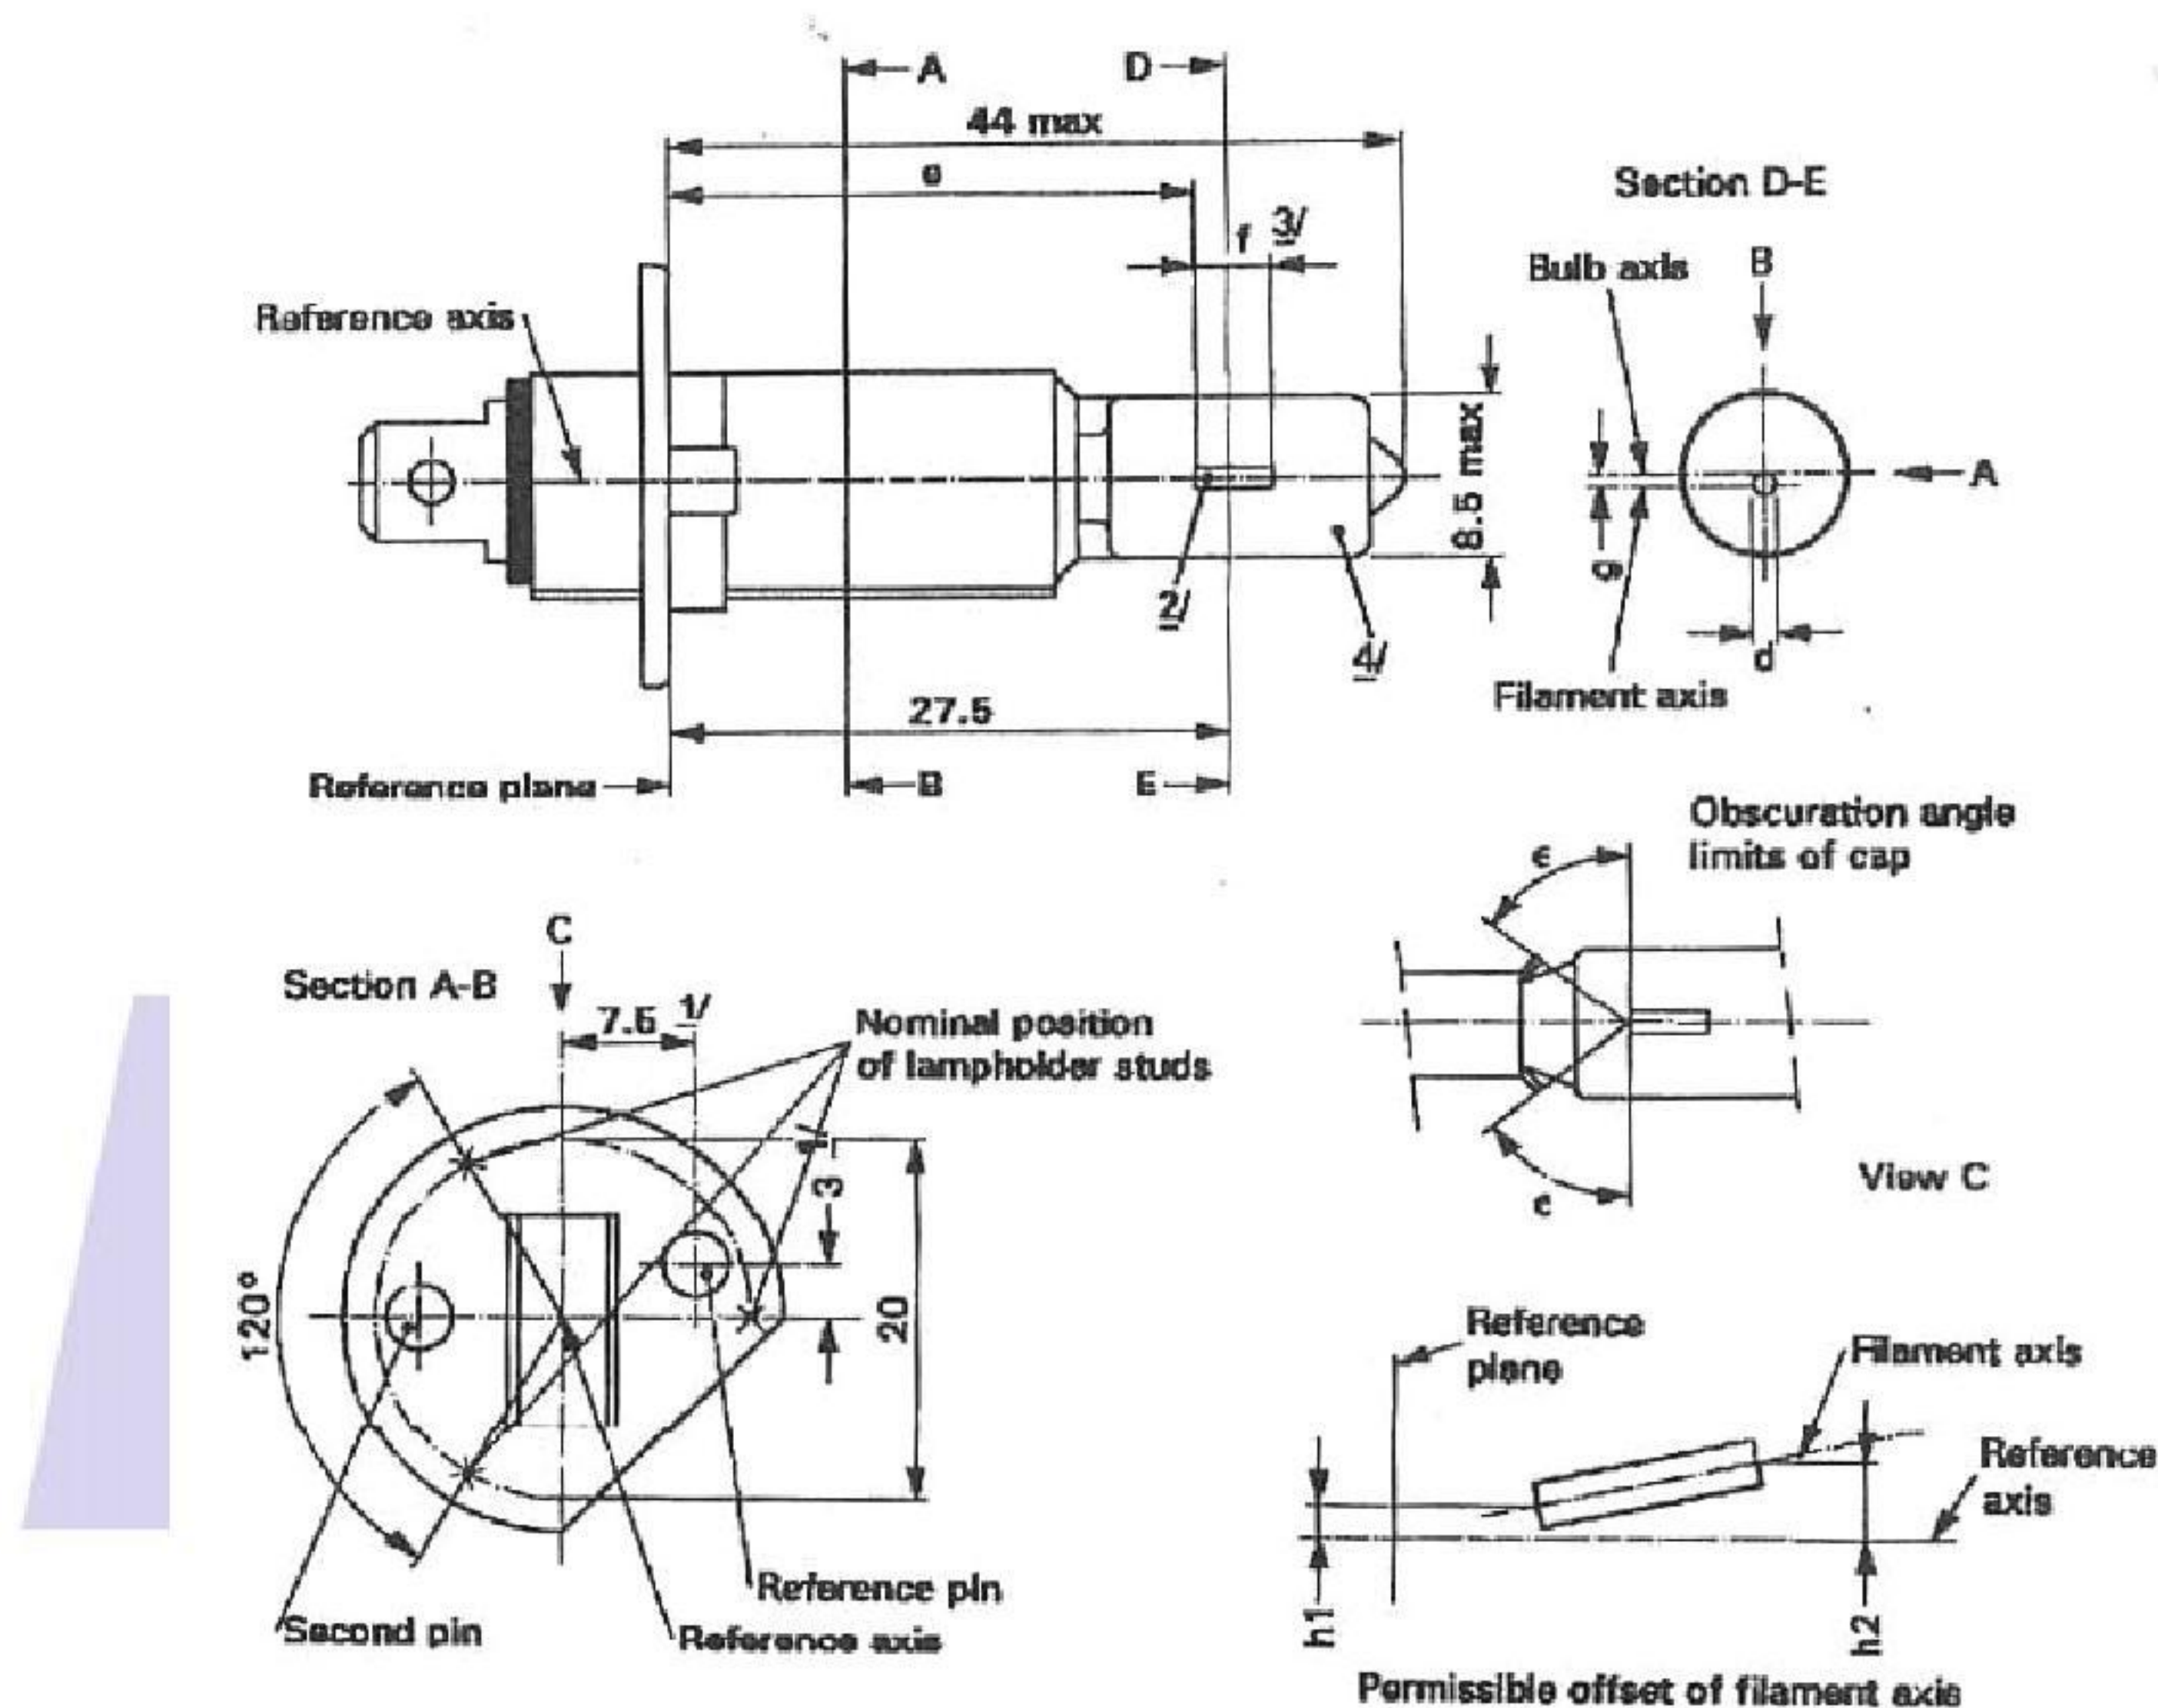 A
D
44 max
e
f 3/
Reference axis
8.5 max
2/
4/
27.5
Reference plane
B
E
Section D-E
Bulb axis
B
A
g
d
Filament axis
Obscuration angle
limits of cap
ε
ε
View C
C
Section A-B
7.5 1/
Nominal position
of lampholder studs
1/
3
20
120°
Second pin
Reference pin
Reference axis
Reference
plane
Filament axis
Reference
axis
h1
h2
Permissible offset of filament axis